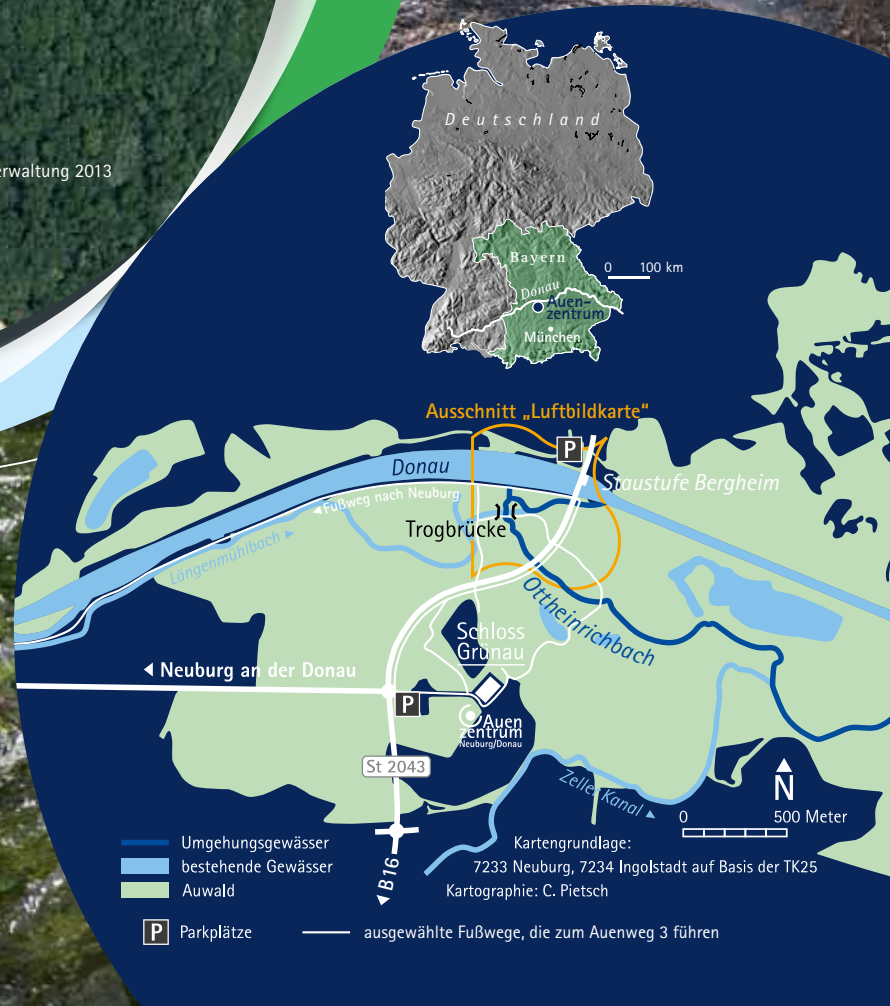 erwaltung 2013
Deutschland
Bayern
0 100 km
Donau
Auen-
zentrum
München
Ausschnitt „Luftbildkarte“
P
Donau
Staustufe Bergheim
◄Fußweg nach Neuburg
Trogbrücke
Längenmühlbach ►
Ottheinrichbach
Schloss
Grünau
◄ Neuburg an der Donau
P
Auen
zentrum
Neuburg/Donau
St 2043
Zeller Kanal ►
N
0 500 Meter
◄ B16
Umgehungsgewässer
bestehende Gewässer
Auwald
Kartengrundlage:
7233 Neuburg, 7234 Ingolstadt auf Basis der TK25
Kartographie: C. Pietsch
P Parkplätze
ausgewählte Fußwege, die zum Auenweg 3 führen